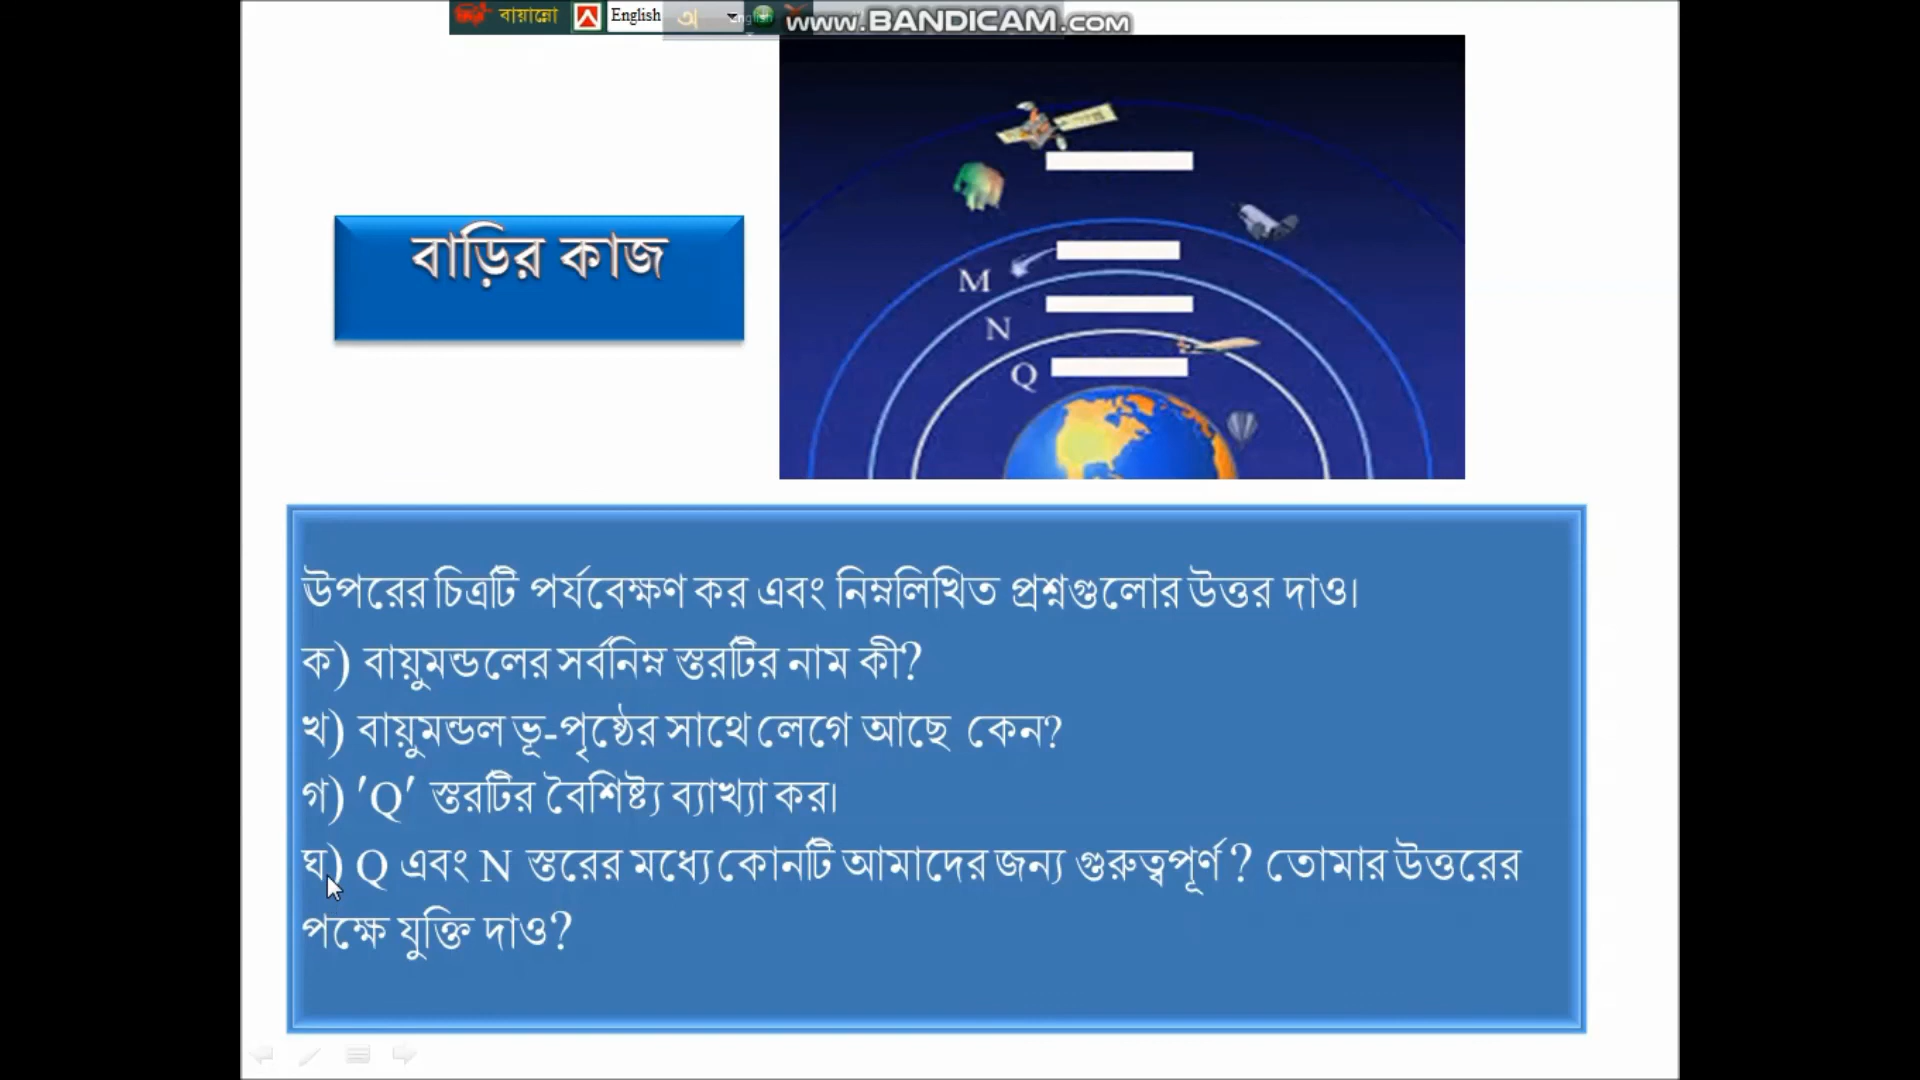 বায়ান্নো English অ English www.BANDICAM.com
বাড়ির কাজ
M
N
Q
উপরের চিত্রটি পর্যবেক্ষণ কর এবং নিম্নলিখিত প্রশ্নগুলোর উত্তর দাও।
ক) বায়ুমন্ডলের সর্বনিম্ন স্তরটির নাম কী?
খ) বায়ুমন্ডল ভূ-পৃষ্ঠের সাথে লেগে আছে কেন?
গ) ′Q′ স্তরটির বৈশিষ্ট্য ব্যাখ্যা কর।
ঘ) Q এবং N স্তরের মধ্যে কোনটি আমাদের জন্য গুরুত্বপূর্ণ ? তোমার উত্তরের
পক্ষে যুক্তি দাও?